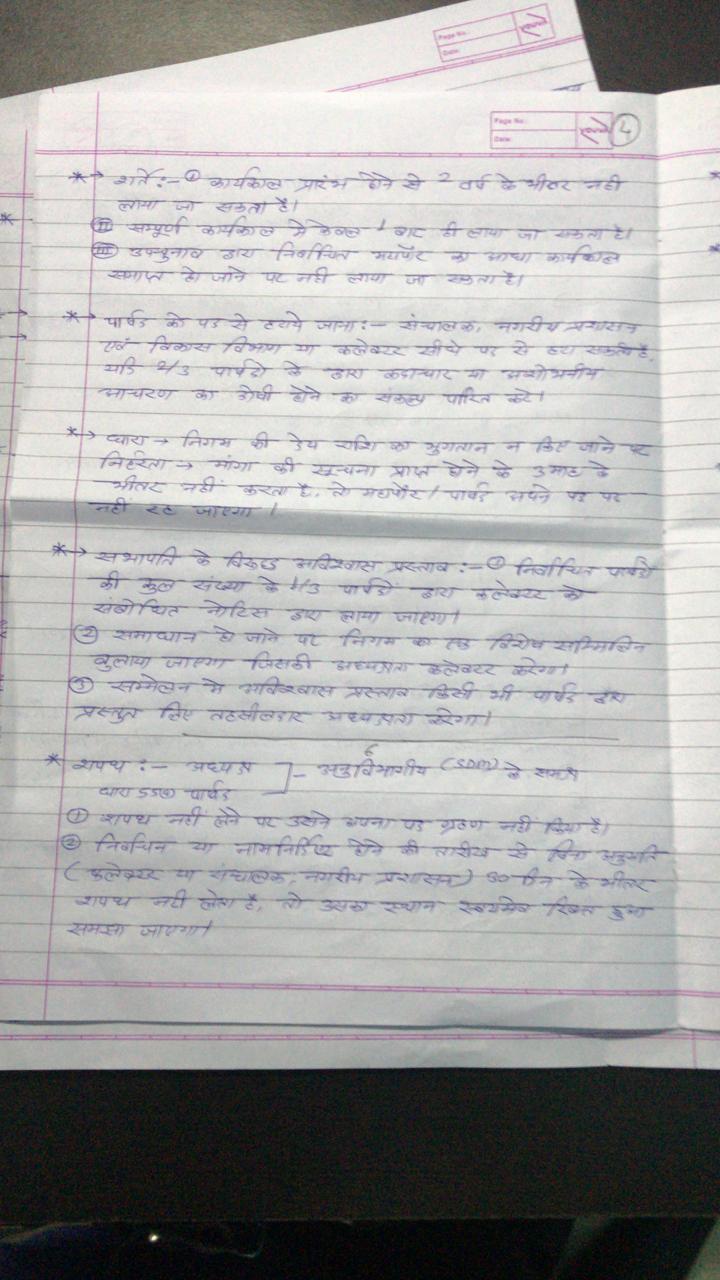 Page No.
Date:
Page No.
Date:
4
*→ शर्ते:- ① कार्यकाल प्रारंभ होने से 2 वर्ष के भीतर नही
लाया जा सकता है।
Ⅱ सम्पूर्ण कार्यकाल मे केवल 1 बार ही लाया जा सकता है।
Ⅲ उपचुनाव द्वारा निर्वाचित महापौर का आधा कार्यकाल
समाप्त हो जाने पर नही लाया जा सकता है।
*→ पार्षद को पद से हटाये जाना:- संचालक, नगरीय प्रशासन
एवं विकास विभाग या कलेक्टर सीधे पद से हटा सकते है,
यदि 2/3 पार्षदो के द्वारा कदाचार या अशोभनीय
आचरण का दोषी होने का संकल्प पारित करे।
*→ धारा → निगम की देय राशि का भुगतान न किए जाने पर
निर्हरता → मांगा की सूचना प्राप्त होने के 3 माह के
भीतर नहीं करता है, तो महापौर / पार्षद अपने पद पर
नहीं रह जाएगा।
*→ सभापति के विरूद्ध अविश्वास प्रस्ताव:- ① निर्वाचित पार्षदो
की कुल संख्या के 1/3 पार्षदों द्वारा कलेक्टर को
संबोधित नोटिस द्वारा लाया जाएगा।
② समाधान हो जाने पर निगम का एक विशेष सम्मिलिन
बुलाया जाएगा जिसकी अध्यक्षता कलेक्टर करेगा।
③ सम्मेलन मे अविश्वास प्रस्ताव किसी भी पार्षद द्वारा
प्रस्तुत लिए तहसीलदार अध्यक्षता करेगा।
* शपथ :- अध्यक्ष ]- अनुविभागीय (SDM) के समक्ष
धारा 55 पार्षद
① शपथ नहीं लेने पर उसने अपना पद ग्रहण नही किया है।
② निर्वाचन या नामनिर्दिष्ट होने की तारीख से बिना अनुमति
(कलेक्टर या संचालक, नगरीय प्रशासन) 30 दिन के भीतर
शपथ नही लेता है, तो उसका स्थान स्वयमेव रिक्त हुआ
समझा जाएगा।